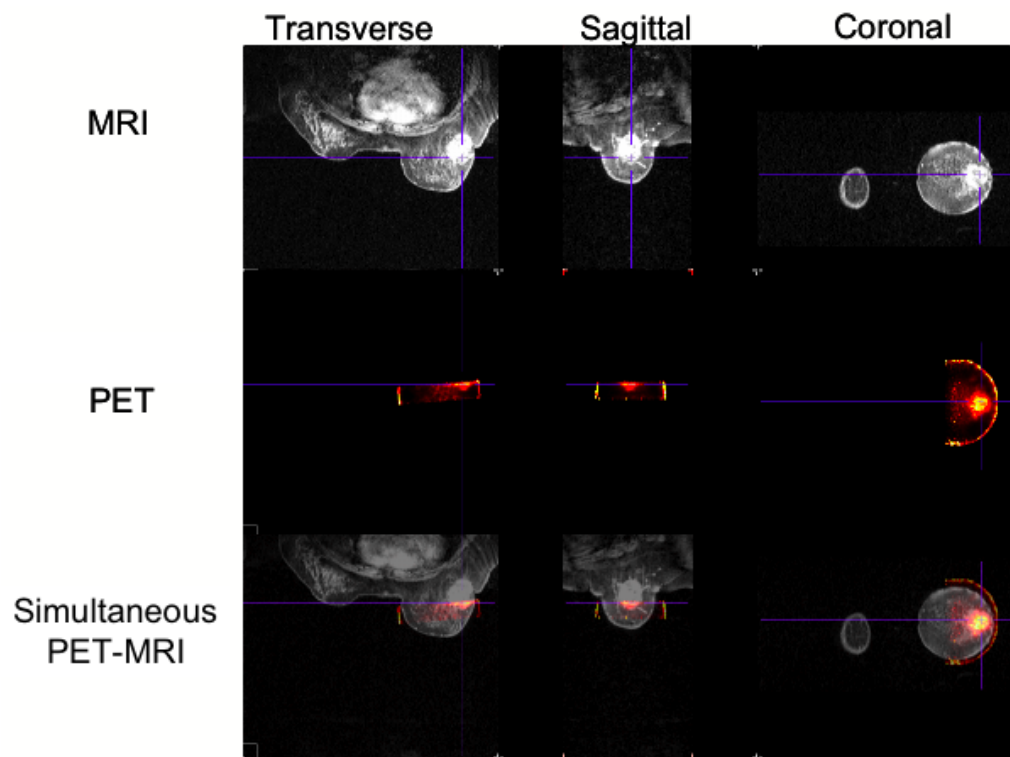 Transverse
Sagittal
Coronal
MRI
PET
Simultaneous
PET-MRI